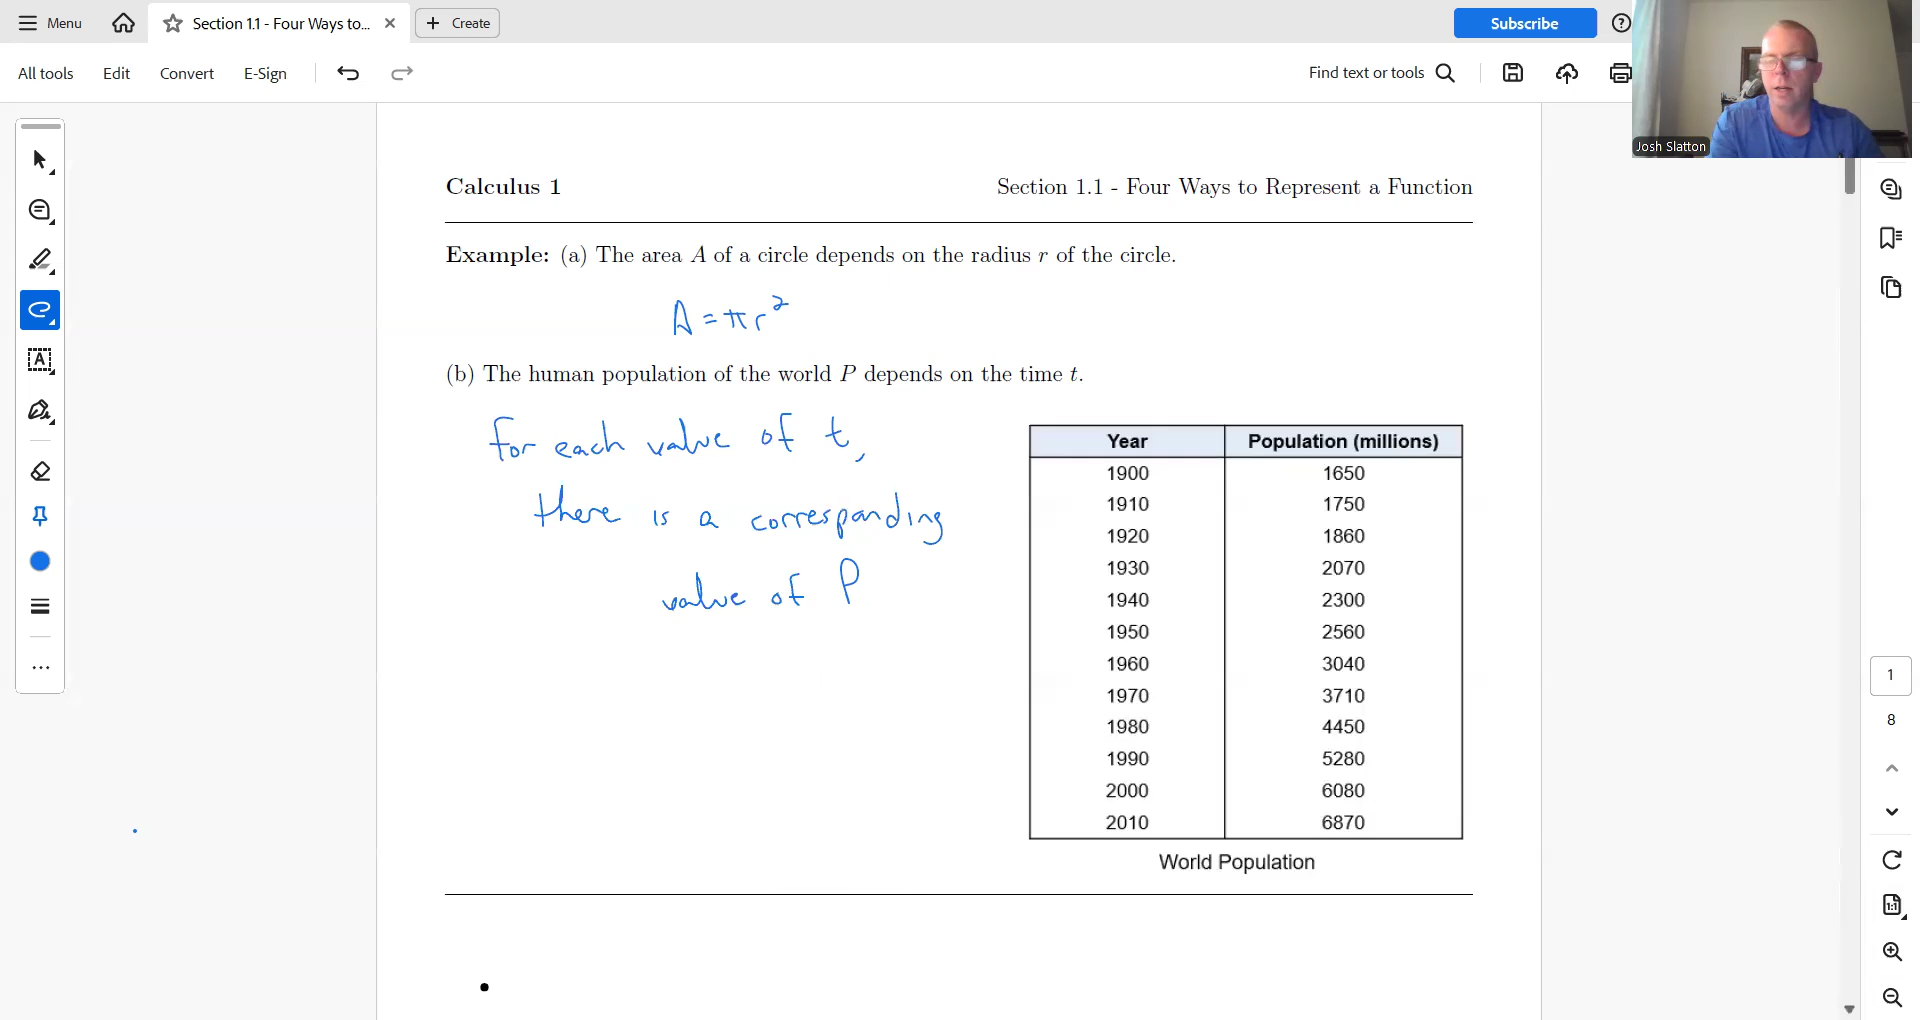 Menu
Section 1.1 - Four Ways to...
Create
Subscribe
All tools Edit Convert E-Sign
Find text or tools
Josh Slatton
Calculus 1 Section 1.1 - Four Ways to Represent a Function
Example: (a) The area A of a circle depends on the radius r of the circle.
A = πr²
(b) The human population of the world P depends on the time t.
for each value of t,
there is a corresponding
value of P
Year Population (millions)
1900 1650
1910 1750
1920 1860
1930 2070
1940 2300
1950 2560
1960 3040
1970 3710
1980 4450
1990 5280
2000 6080
2010 6870
World Population
1
8